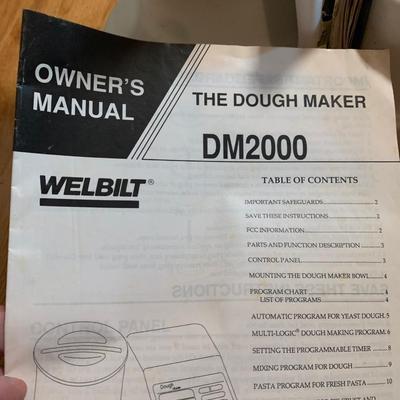 OWNER'S
MANUAL
THE DOUGH MAKER
DM2000
WELBILT®
TABLE OF CONTENTS
IMPORTANT SAFEGUARDS 2
SAVE THESE INSTRUCTIONS 2
FCC INFORMATION 2
PARTS AND FUNCTION DESCRIPTION 3
CONTROL PANEL 3
MOUNTING THE DOUGH MAKER BOWL 4
PROGRAM CHART
LIST OF PROGRAMS 4
AUTOMATIC PROGRAM FOR YEAST DOUGH. 5
MULTI-LOGIC® DOUGH MAKING PROGRAM. 6
SETTING THE PROGRAMMABLE TIMER 8
MIXING PROGRAM FOR DOUGH 9
PASTA PROGRAM FOR FRESH PASTA 10
FRUIT AND
Dough